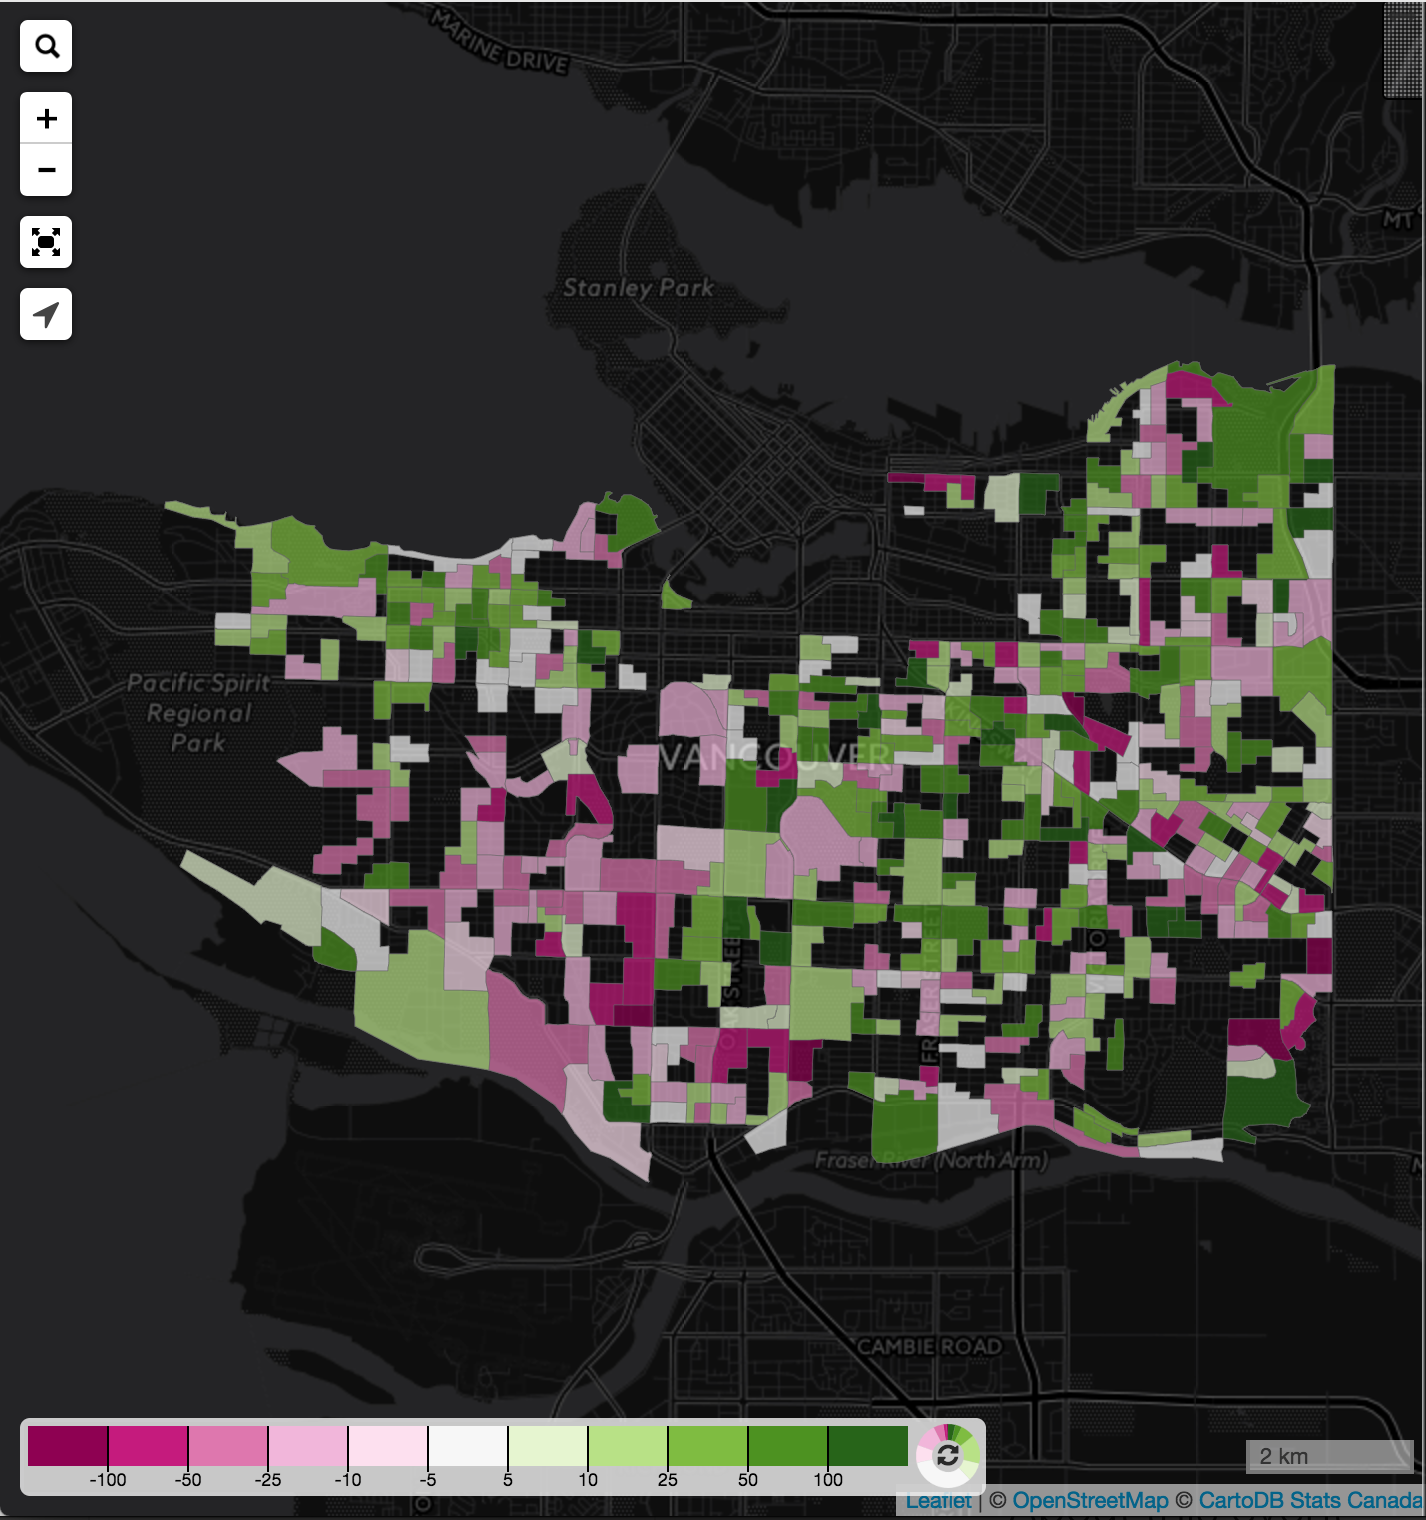 MARINE DRIVE
+
MT
−
Stanley Park
Pacific Spirit
Regional
Park
VANCOUVER
OAK STREET
FRASER STREET
VICTORIA DRIVE
Fraser River (North Arm)
CAMBIE ROAD
-100 -50 -25 -10 -5 5 10 25 50 100
2 km
Leaflet | © OpenStreetMap © CartoDB Stats Canada